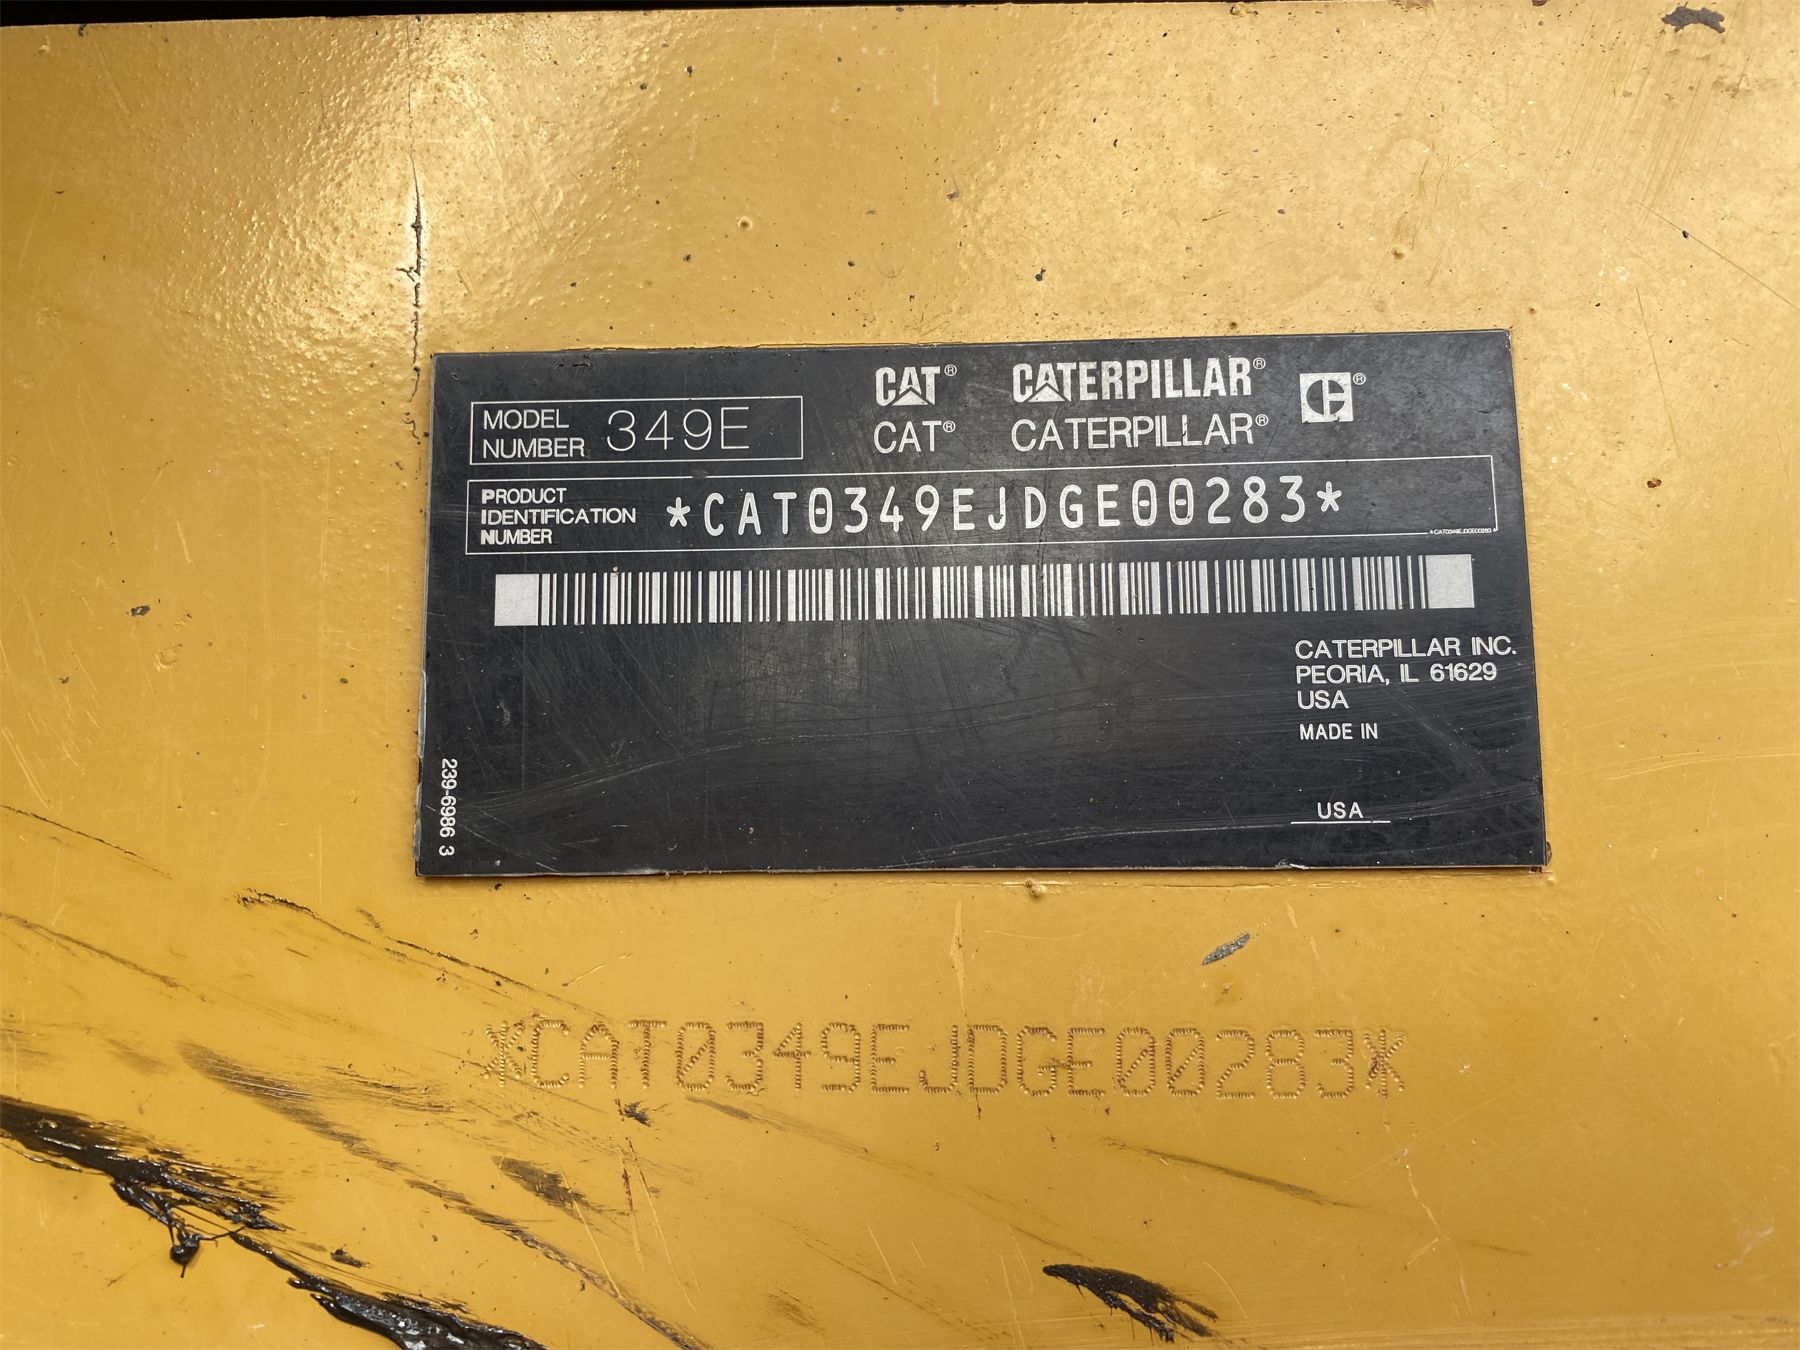 MODEL NUMBER 349E
CAT® CATERPILLAR®
CAT® CATERPILLAR®
PRODUCT
IDENTIFICATION
NUMBER
*CAT0349EJDGE00283*
*CAT0349EJDGE00283*
CATERPILLAR INC.
PEORIA, IL 61629
USA
MADE IN
USA
239-6986 3
*CAT0349EJDGE00283*